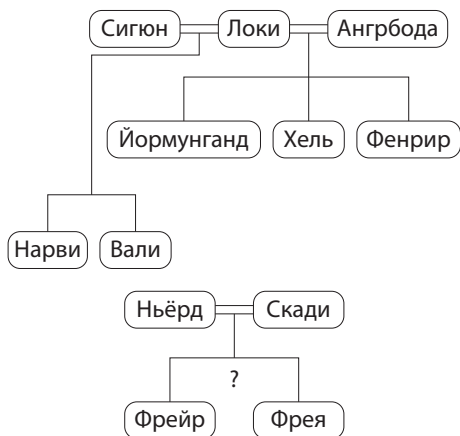 Сигюн Локи Ангрбода
Йормунганд Хель Фенрир
Нарви Вали
Ньёрд Скади
?
Фрейр Фрея